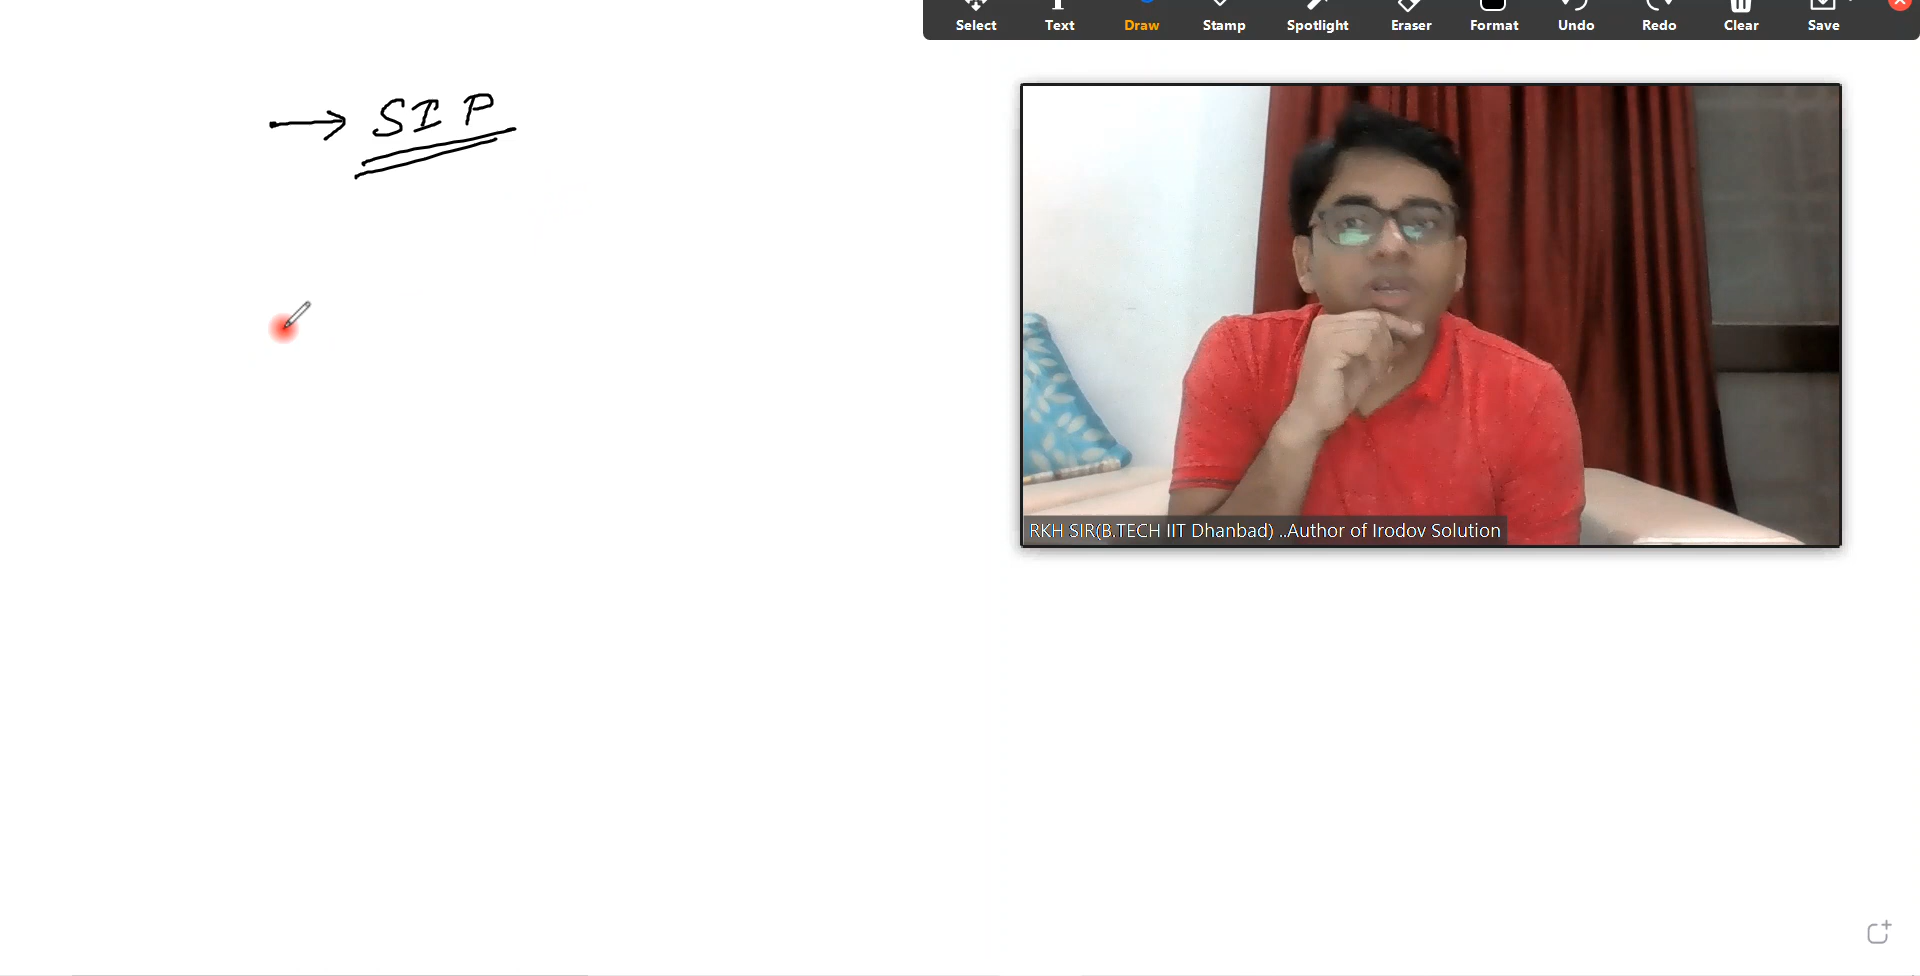 Select Text Draw Stamp Spotlight Eraser Format Undo Redo Clear Save
→ SIP
RKH SIR(B.TECH IIT Dhanbad) ..Author of Irodov Solution